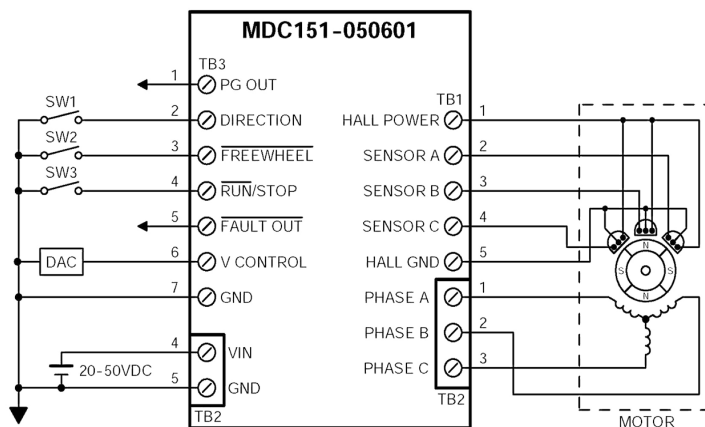 MDC151-050601
TB3
1 PG OUT
SW1
2 DIRECTION
SW2
3 FREEWHEEL
SW3
4 RUN/STOP
5 FAULT OUT
DAC
6 V CONTROL
7 GND
4 VIN
20-50VDC
5 GND
TB2
TB1
HALL POWER 1
SENSOR A 2
SENSOR B 3
SENSOR C 4
HALL GND 5
PHASE A 1
PHASE B 2
PHASE C 3
TB2
N
S S
N
MOTOR